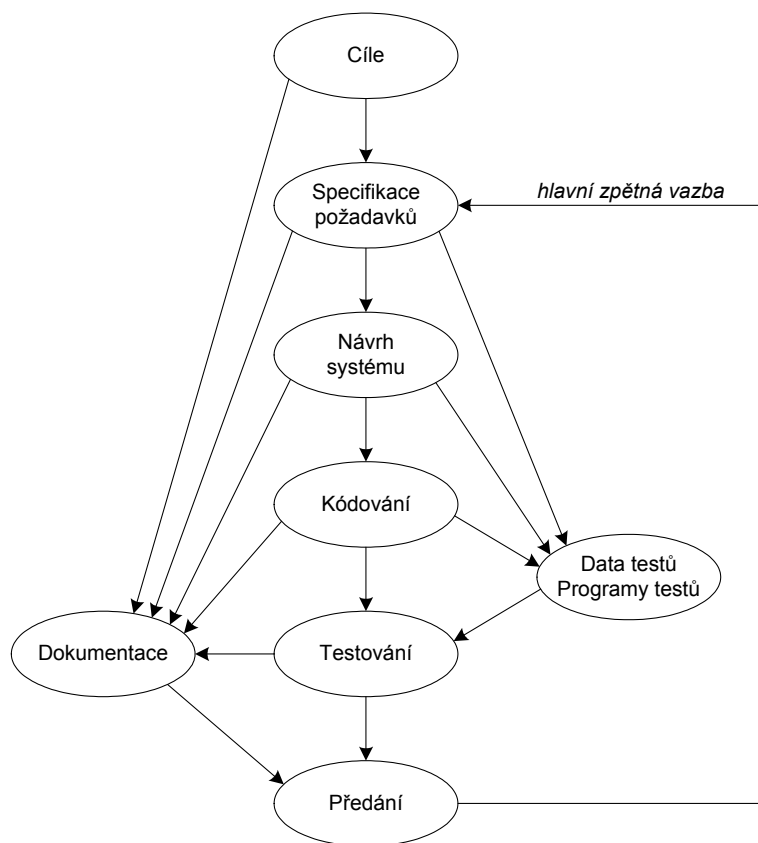 Cíle
Specifikace
požadavků
hlavní zpětná vazba
Návrh
systému
Kódování
Data testů
Programy testů
Dokumentace
Testování
Předání